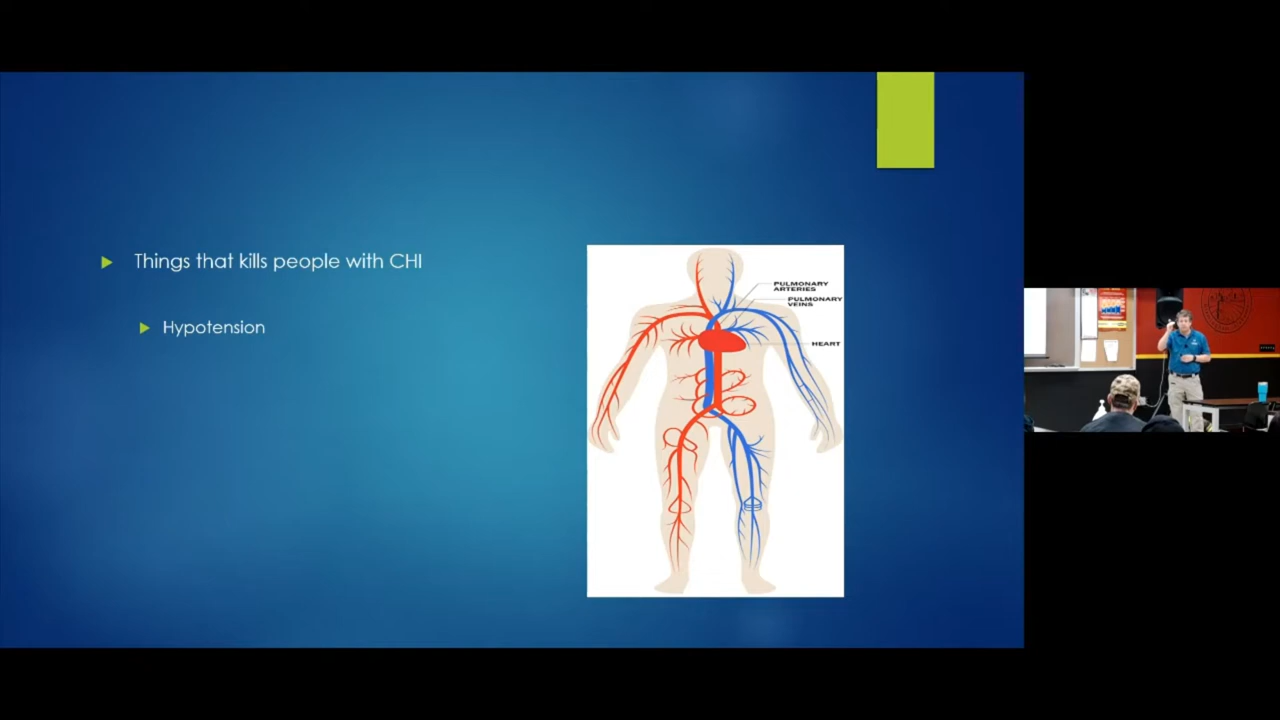 Things that kills people with CHI
Hypotension
PULMONARY
ARTERIES
PULMONARY
VEINS
HEART